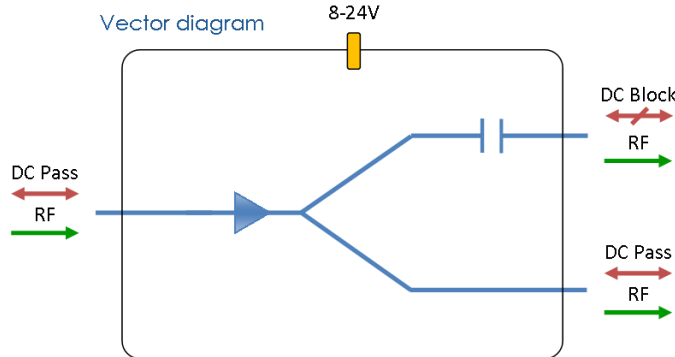 8-24V
Vector diagram
DC Block
RF
DC Pass
RF
DC Pass
RF